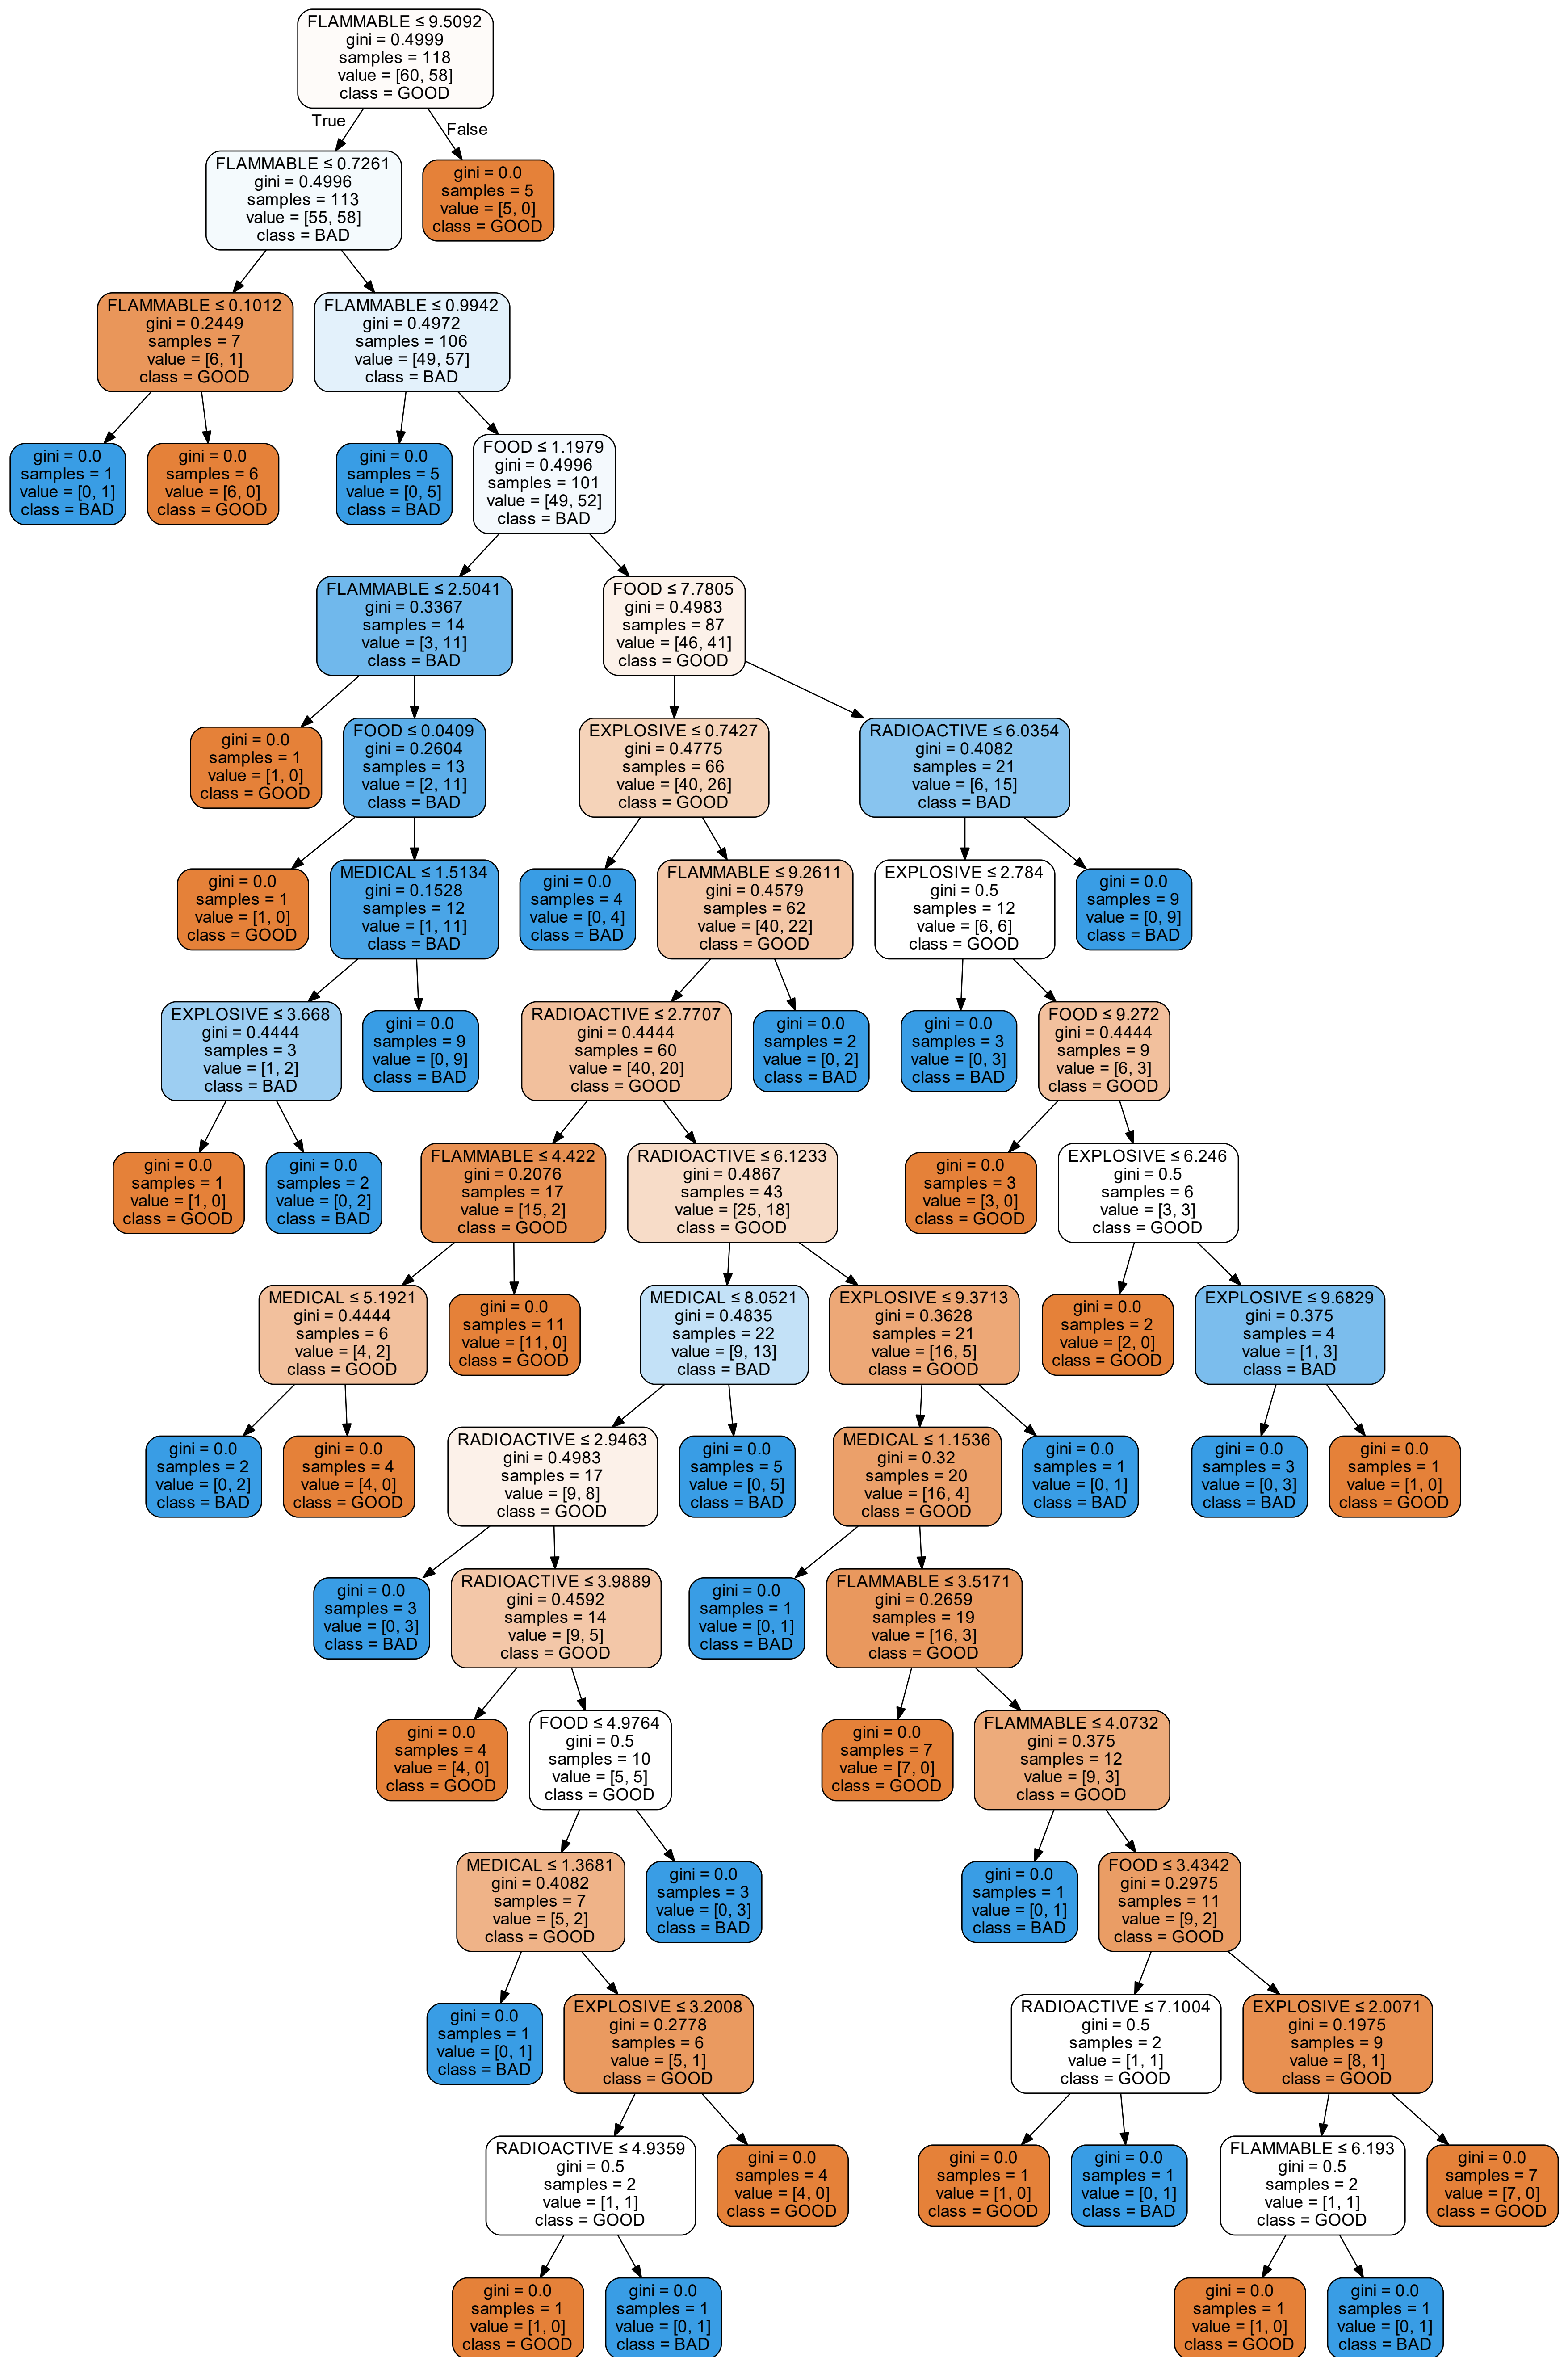 FLAMMABLE ≤ 9.5092
gini = 0.4999
samples = 118
value = [60, 58]
class = GOOD
True
False
FLAMMABLE ≤ 0.7261
gini = 0.4996
samples = 113
value = [55, 58]
class = BAD
gini = 0.0
samples = 5
value = [5, 0]
class = GOOD
FLAMMABLE ≤ 0.1012
gini = 0.2449
samples = 7
value = [6, 1]
class = GOOD
FLAMMABLE ≤ 0.9942
gini = 0.4972
samples = 106
value = [49, 57]
class = BAD
gini = 0.0
samples = 1
value = [0, 1]
class = BAD
gini = 0.0
samples = 6
value = [6, 0]
class = GOOD
gini = 0.0
samples = 5
value = [0, 5]
class = BAD
FOOD ≤ 1.1979
gini = 0.4996
samples = 101
value = [49, 52]
class = BAD
FLAMMABLE ≤ 2.5041
gini = 0.3367
samples = 14
value = [3, 11]
class = BAD
FOOD ≤ 7.7805
gini = 0.4983
samples = 87
value = [46, 41]
class = GOOD
gini = 0.0
samples = 1
value = [1, 0]
class = GOOD
FOOD ≤ 0.0409
gini = 0.2604
samples = 13
value = [2, 11]
class = BAD
EXPLOSIVE ≤ 0.7427
gini = 0.4775
samples = 66
value = [40, 26]
class = GOOD
RADIOACTIVE ≤ 6.0354
gini = 0.4082
samples = 21
value = [6, 15]
class = BAD
gini = 0.0
samples = 1
value = [1, 0]
class = GOOD
MEDICAL ≤ 1.5134
gini = 0.1528
samples = 12
value = [1, 11]
class = BAD
gini = 0.0
samples = 4
value = [0, 4]
class = BAD
FLAMMABLE ≤ 9.2611
gini = 0.4579
samples = 62
value = [40, 22]
class = GOOD
EXPLOSIVE ≤ 2.784
gini = 0.5
samples = 12
value = [6, 6]
class = GOOD
gini = 0.0
samples = 9
value = [0, 9]
class = BAD
EXPLOSIVE ≤ 3.668
gini = 0.4444
samples = 3
value = [1, 2]
class = BAD
gini = 0.0
samples = 9
value = [0, 9]
class = BAD
RADIOACTIVE ≤ 2.7707
gini = 0.4444
samples = 60
value = [40, 20]
class = GOOD
gini = 0.0
samples = 2
value = [0, 2]
class = BAD
gini = 0.0
samples = 3
value = [0, 3]
class = BAD
FOOD ≤ 9.272
gini = 0.4444
samples = 9
value = [6, 3]
class = GOOD
gini = 0.0
samples = 1
value = [1, 0]
class = GOOD
gini = 0.0
samples = 2
value = [0, 2]
class = BAD
FLAMMABLE ≤ 4.422
gini = 0.2076
samples = 17
value = [15, 2]
class = GOOD
RADIOACTIVE ≤ 6.1233
gini = 0.4867
samples = 43
value = [25, 18]
class = GOOD
gini = 0.0
samples = 3
value = [3, 0]
class = GOOD
EXPLOSIVE ≤ 6.246
gini = 0.5
samples = 6
value = [3, 3]
class = GOOD
MEDICAL ≤ 5.1921
gini = 0.4444
samples = 6
value = [4, 2]
class = GOOD
gini = 0.0
samples = 11
value = [11, 0]
class = GOOD
MEDICAL ≤ 8.0521
gini = 0.4835
samples = 22
value = [9, 13]
class = BAD
EXPLOSIVE ≤ 9.3713
gini = 0.3628
samples = 21
value = [16, 5]
class = GOOD
gini = 0.0
samples = 2
value = [2, 0]
class = GOOD
EXPLOSIVE ≤ 9.6829
gini = 0.375
samples = 4
value = [1, 3]
class = BAD
gini = 0.0
samples = 2
value = [0, 2]
class = BAD
gini = 0.0
samples = 4
value = [4, 0]
class = GOOD
RADIOACTIVE ≤ 2.9463
gini = 0.4983
samples = 17
value = [9, 8]
class = GOOD
gini = 0.0
samples = 5
value = [0, 5]
class = BAD
MEDICAL ≤ 1.1536
gini = 0.32
samples = 20
value = [16, 4]
class = GOOD
gini = 0.0
samples = 1
value = [0, 1]
class = BAD
gini = 0.0
samples = 3
value = [0, 3]
class = BAD
gini = 0.0
samples = 1
value = [1, 0]
class = GOOD
gini = 0.0
samples = 3
value = [0, 3]
class = BAD
RADIOACTIVE ≤ 3.9889
gini = 0.4592
samples = 14
value = [9, 5]
class = GOOD
gini = 0.0
samples = 1
value = [0, 1]
class = BAD
FLAMMABLE ≤ 3.5171
gini = 0.2659
samples = 19
value = [16, 3]
class = GOOD
gini = 0.0
samples = 4
value = [4, 0]
class = GOOD
FOOD ≤ 4.9764
gini = 0.5
samples = 10
value = [5, 5]
class = GOOD
gini = 0.0
samples = 7
value = [7, 0]
class = GOOD
FLAMMABLE ≤ 4.0732
gini = 0.375
samples = 12
value = [9, 3]
class = GOOD
MEDICAL ≤ 1.3681
gini = 0.4082
samples = 7
value = [5, 2]
class = GOOD
gini = 0.0
samples = 3
value = [0, 3]
class = BAD
gini = 0.0
samples = 1
value = [0, 1]
class = BAD
FOOD ≤ 3.4342
gini = 0.2975
samples = 11
value = [9, 2]
class = GOOD
gini = 0.0
samples = 1
value = [0, 1]
class = BAD
EXPLOSIVE ≤ 3.2008
gini = 0.2778
samples = 6
value = [5, 1]
class = GOOD
RADIOACTIVE ≤ 7.1004
gini = 0.5
samples = 2
value = [1, 1]
class = GOOD
EXPLOSIVE ≤ 2.0071
gini = 0.1975
samples = 9
value = [8, 1]
class = GOOD
RADIOACTIVE ≤ 4.9359
gini = 0.5
samples = 2
value = [1, 1]
class = GOOD
gini = 0.0
samples = 4
value = [4, 0]
class = GOOD
gini = 0.0
samples = 1
value = [1, 0]
class = GOOD
gini = 0.0
samples = 1
value = [0, 1]
class = BAD
FLAMMABLE ≤ 6.193
gini = 0.5
samples = 2
value = [1, 1]
class = GOOD
gini = 0.0
samples = 7
value = [7, 0]
class = GOOD
gini = 0.0
samples = 1
value = [1, 0]
class = GOOD
gini = 0.0
samples = 1
value = [0, 1]
class = BAD
gini = 0.0
samples = 1
value = [1, 0]
class = GOOD
gini = 0.0
samples = 1
value = [0, 1]
class = BAD